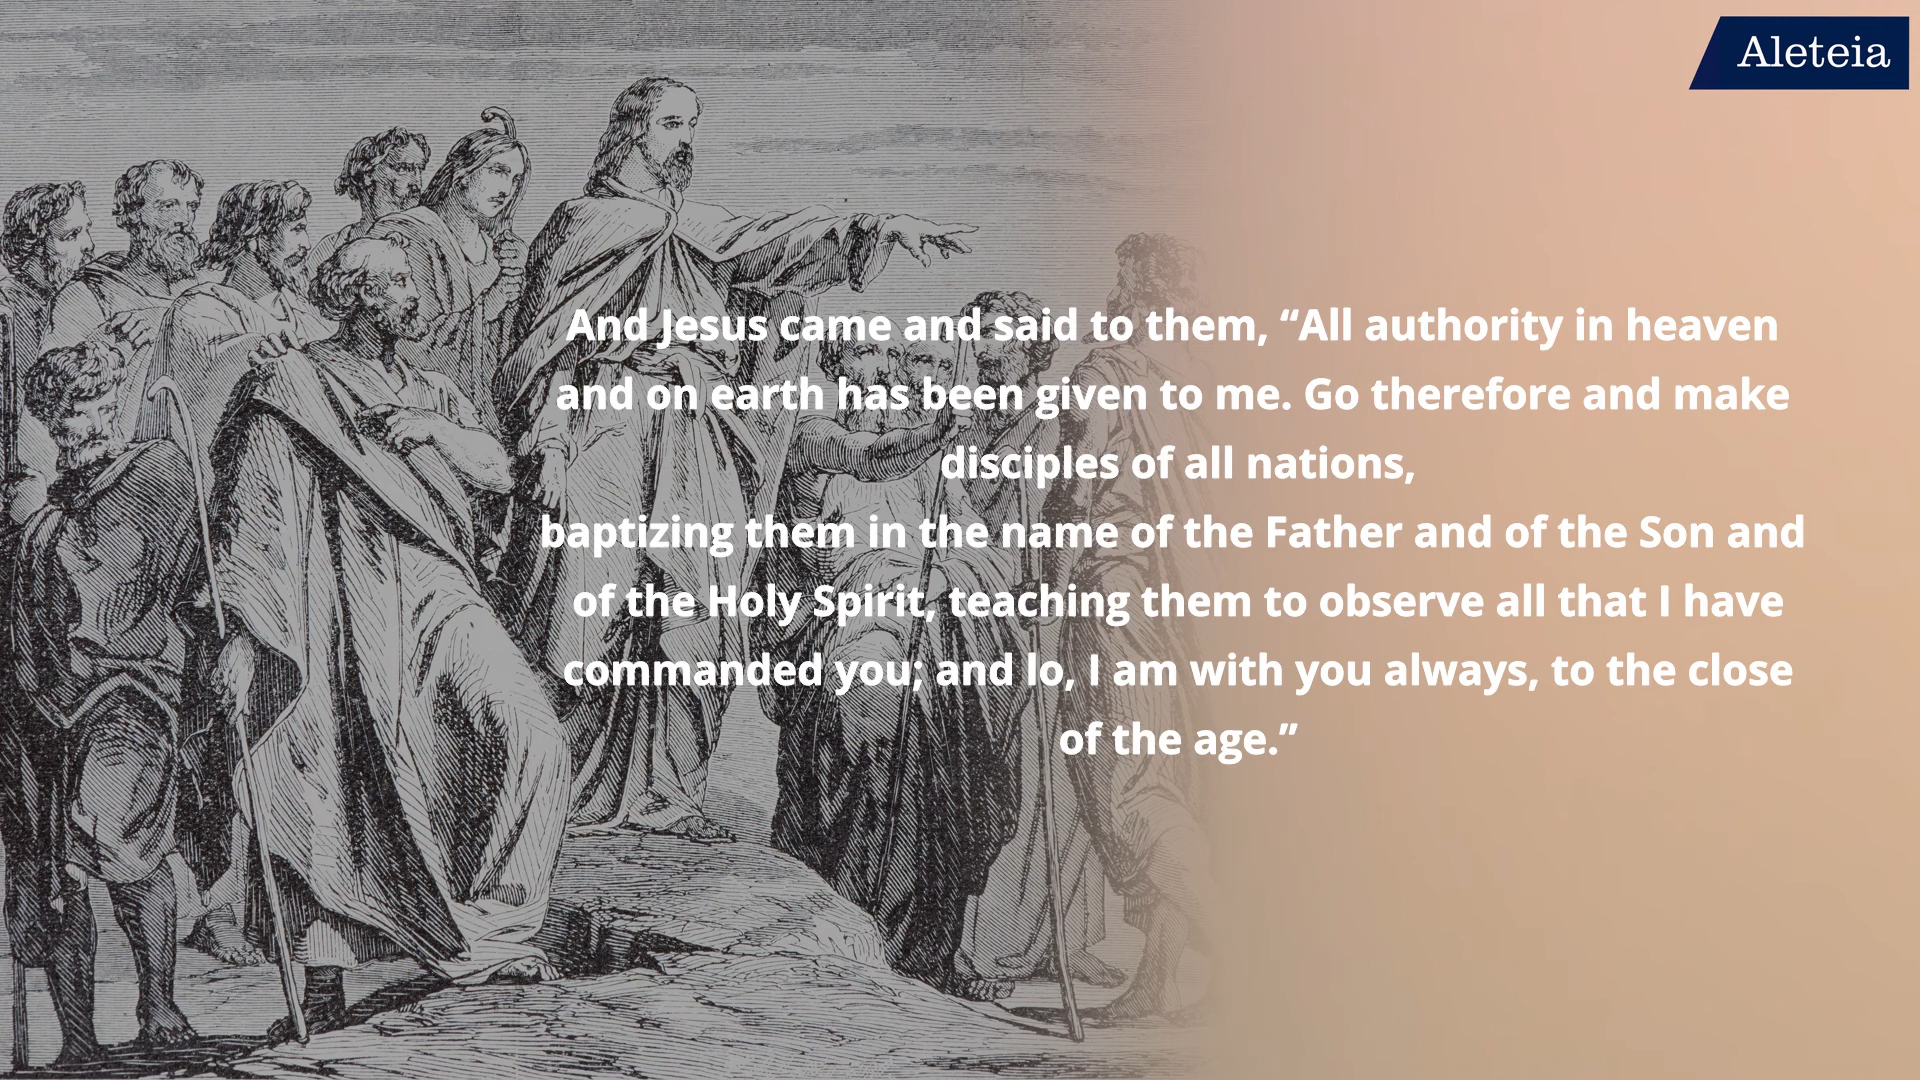 Aleteia
And Jesus came and said to them, “All authority in heaven
and on earth has been given to me. Go therefore and make
disciples of all nations,
baptizing them in the name of the Father and of the Son and
of the Holy Spirit, teaching them to observe all that I have
commanded you; and lo, I am with you always, to the close
of the age.”